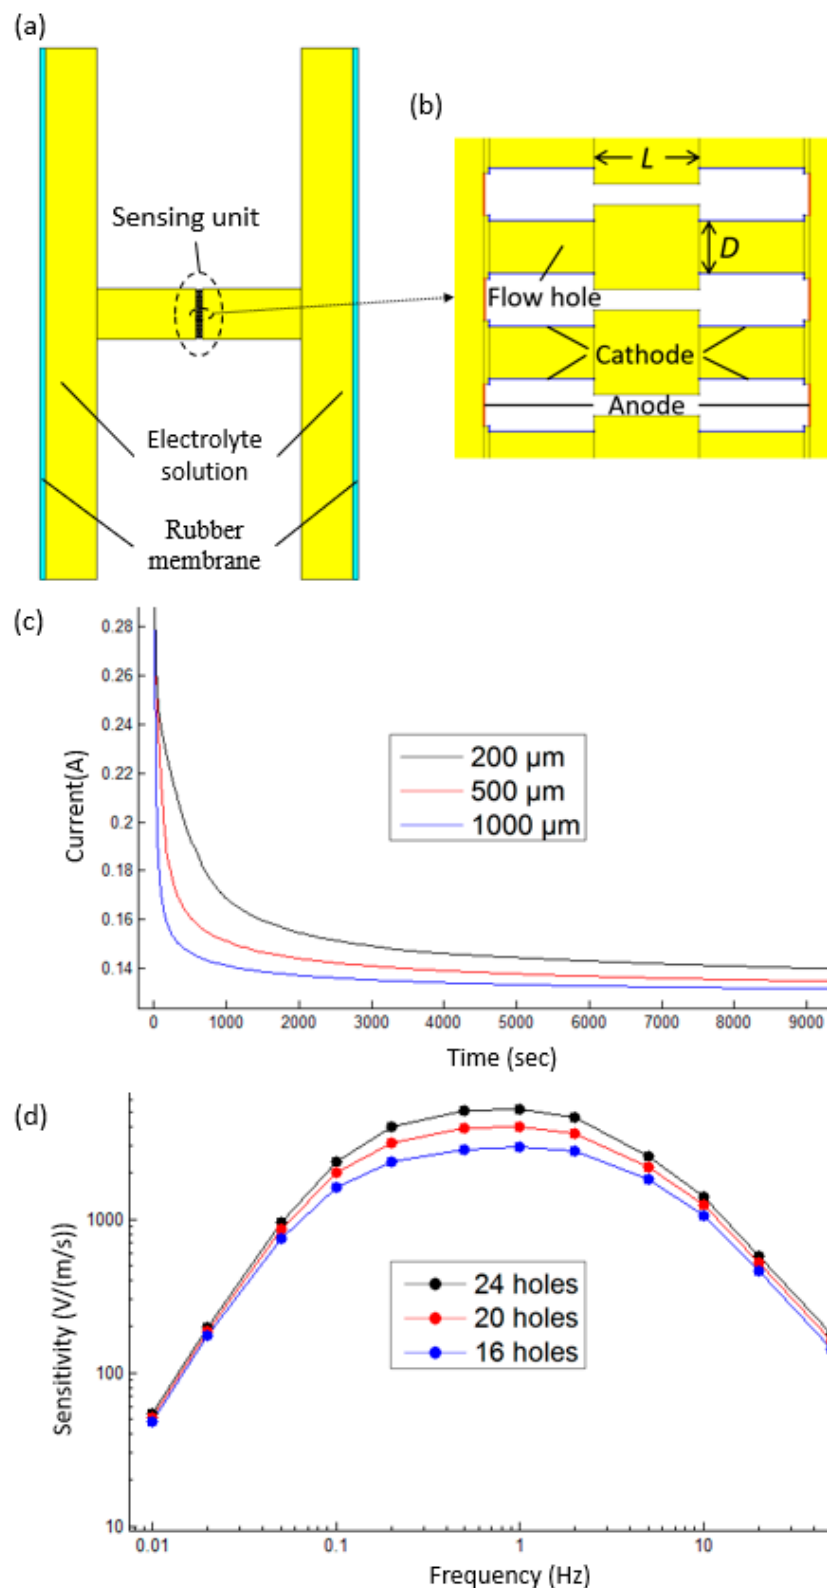 (a)
(b)
Sensing unit
L
D
Flow hole
Cathode
Anode
Electrolyte
solution
Rubber
membrane
(c)
0.28
0.26
0.24
0.22
0.2
0.18
0.16
0.14
Current(A)
200 µm
500 µm
1000 µm
0 1000 2000 3000 4000 5000 6000 7000 8000 9000
Time (sec)
(d)
1000
100
10
Sensitivity (V/(m/s))
24 holes
20 holes
16 holes
0.01 0.1 1 10
Frequency (Hz)